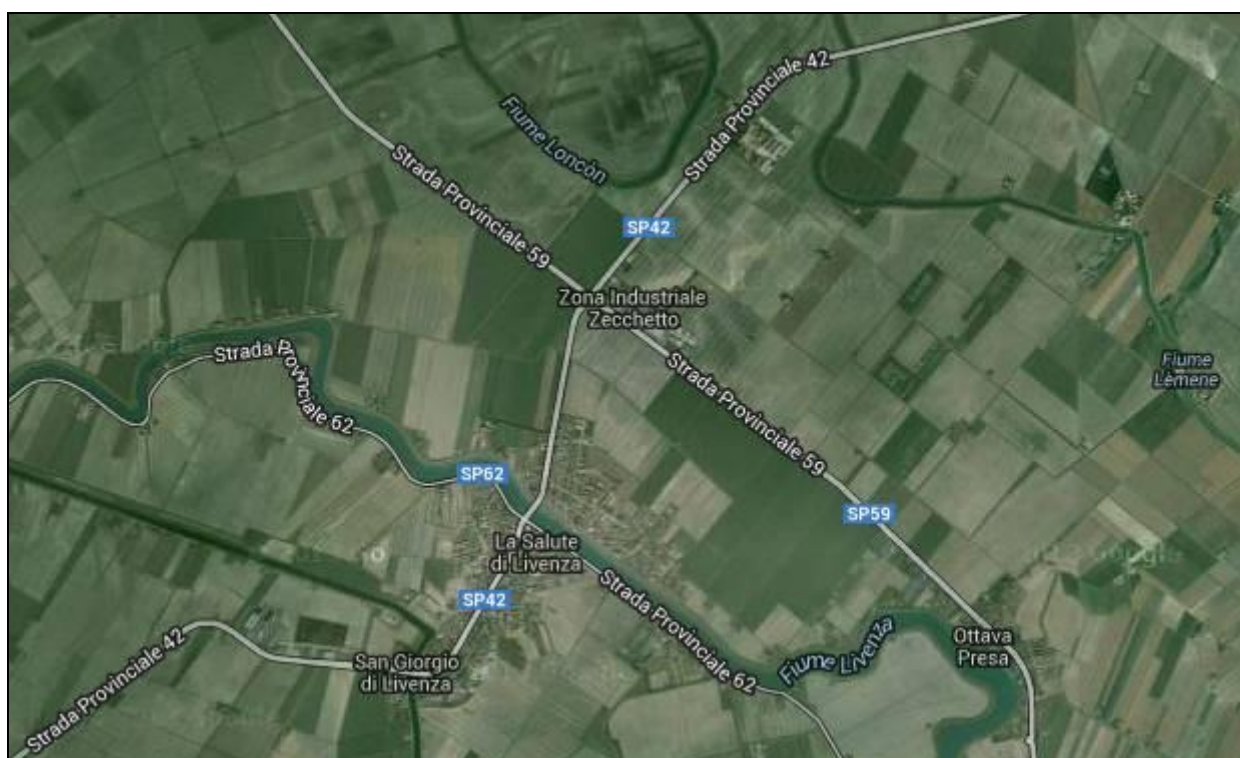 Strada Provinciale 42
Fiume Loncòn
Strada Provinciale 59
SP42
Zona Industriale
Zecchetto
Strada Provinciale 62
Strada Provinciale 59
Fiume
Lèmene
SP62
SP59
La Salute
di Livenza
SP42
Strada Provinciale 62
Fiume Livenza
Ottava
Presa
Strada Provinciale 42
San Giorgio
di Livenza